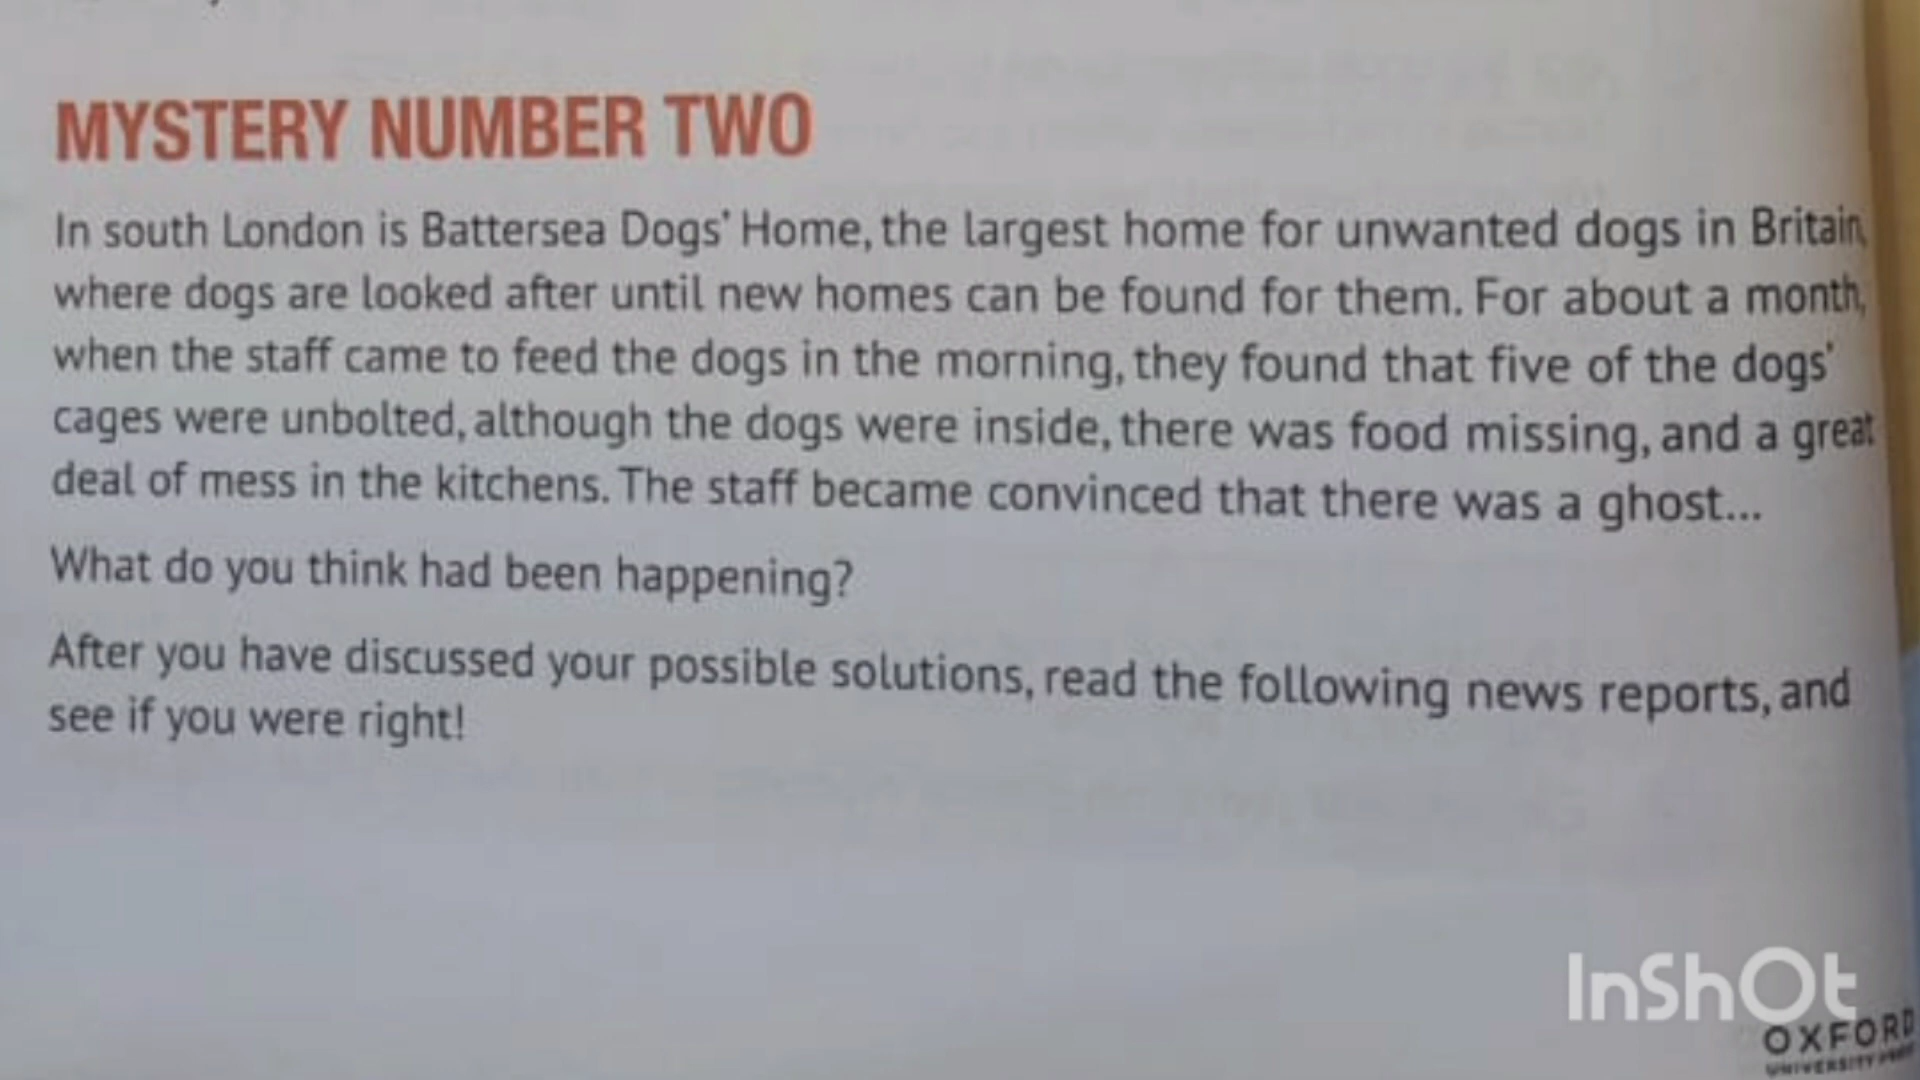 MYSTERY NUMBER TWO
In south London is Battersea Dogs' Home, the largest home for unwanted dogs in Britain,
where dogs are looked after until new homes can be found for them. For about a month,
when the staff came to feed the dogs in the morning, they found that five of the dogs'
cages were unbolted, although the dogs were inside, there was food missing, and a great
deal of mess in the kitchens. The staff became convinced that there was a ghost...
What do you think had been happening?
After you have discussed your possible solutions, read the following news reports, and
see if you were right!
InShOt
OXFORD
UNIVERSITY PRESS